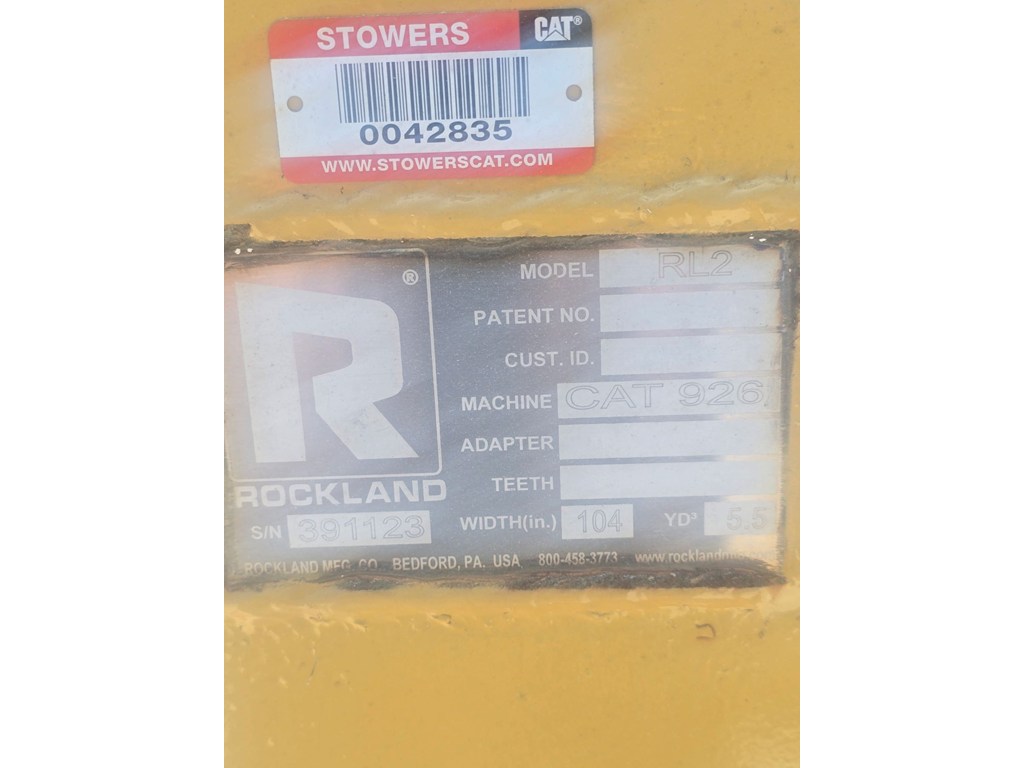 STOWERS CAT®
0042835
WWW.STOWERSCAT.COM
R®
ROCKLAND
S/N 391123
MODEL RL2
PATENT NO.
CUST. ID.
MACHINE CAT 926
ADAPTER
TEETH
WIDTH(in.) 104 YD³ 5.5
ROCKLAND MFG. CO. BEDFORD, PA. USA 800-458-3773